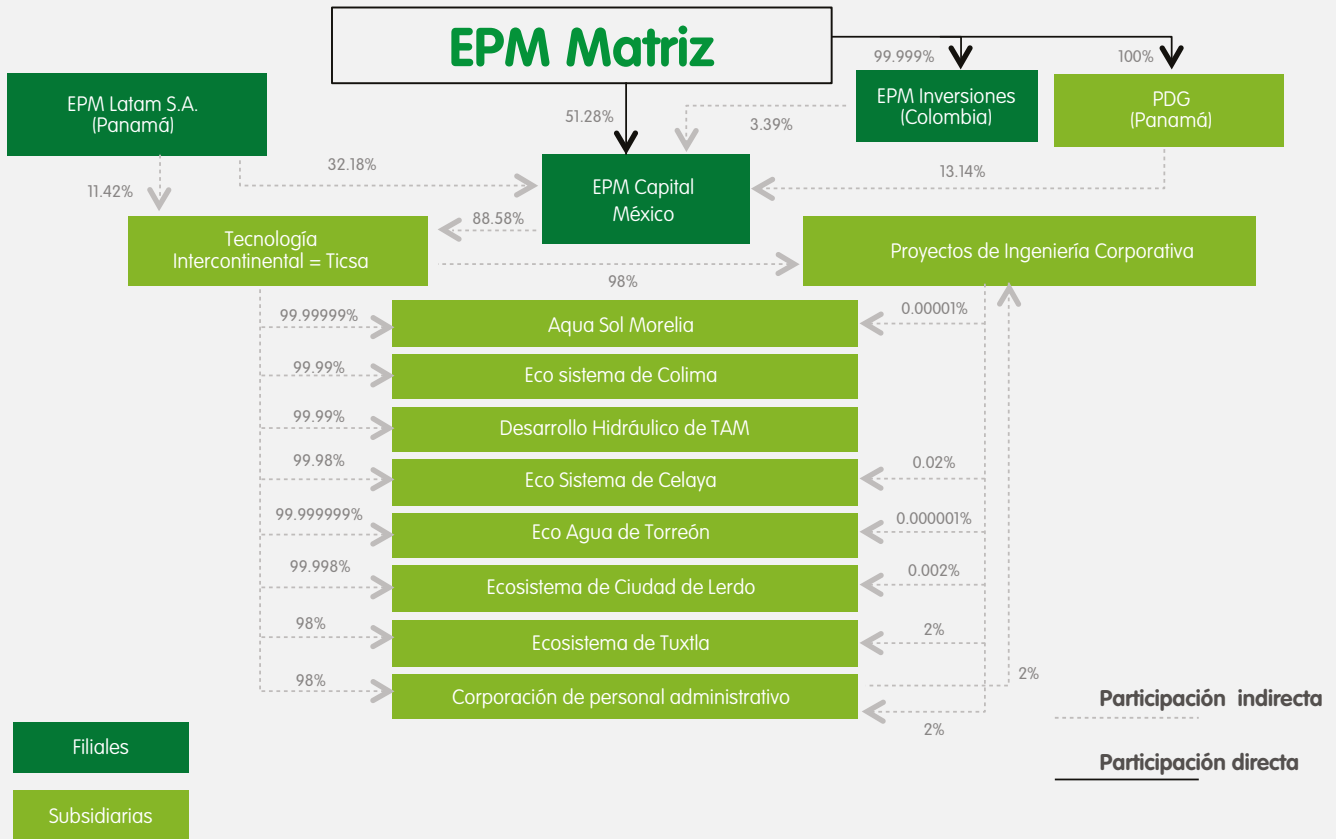 EPM Matriz
99.999%
100%
EPM Latam S.A.
(Panamá)
EPM Inversiones
(Colombia)
PDG
(Panamá)
51.28%
3.39%
32.18%
13.14%
11.42%
EPM Capital
México
88.58%
Tecnología
Intercontinental = Ticsa
98%
Proyectos de Ingeniería Corporativa
99.99999%
Aqua Sol Morelia
0.00001%
99.99%
Eco sistema de Colima
99.99%
Desarrollo Hidráulico de TAM
99.98%
Eco Sistema de Celaya
0.02%
99.999999%
Eco Agua de Torreón
0.000001%
99.998%
Ecosistema de Ciudad de Lerdo
0.002%
98%
Ecosistema de Tuxtla
2%
98%
Corporación de personal administrativo
2%
2%
Participación indirecta
Participación directa
Filiales
Subsidiarias